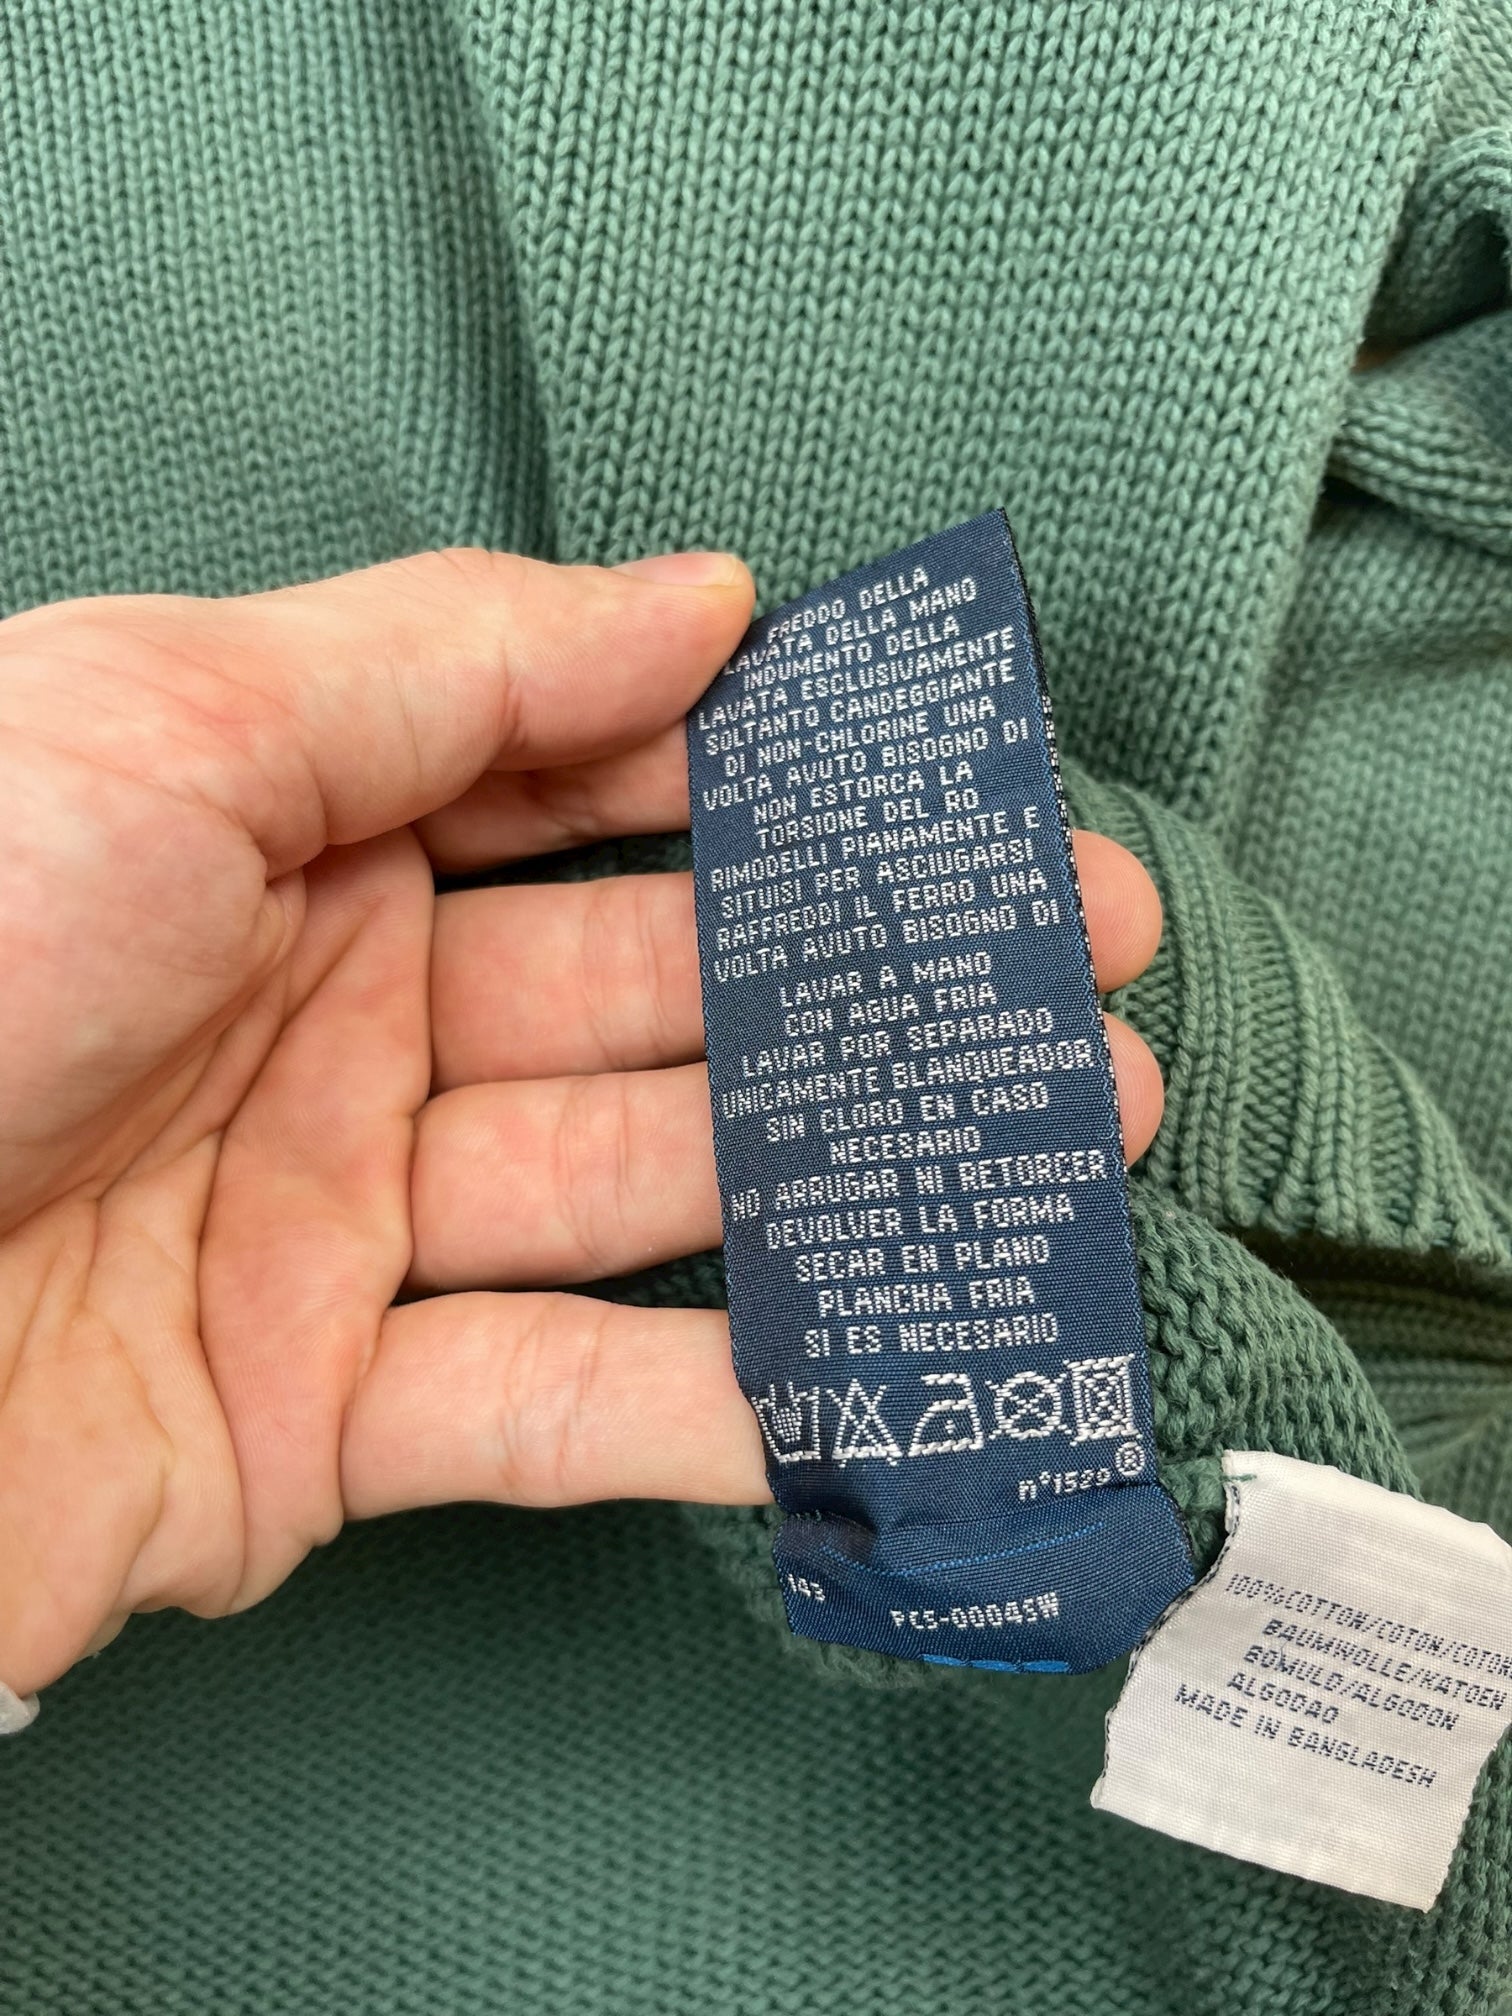 FREDDO DELLA
LAVATA DELLA MANO
INDUMENTO DELLA
LAVATA ESCLUSIVAMENTE
SOLTANTO CANDEGGIANTE
DI NON-CHLORINE UNA
VOLTA AVUTO BISOGNO DI
NON ESTORCA LA
TORSIONE DEL RO
RIMODELLI PIANAMENTE E
SITUISI PER ASCIUGARSI
RAFFREDDI IL FERRO UNA
VOLTA AVUTO BISOGNO DI
LAVAR A MANO
CON AGUA FRIA
LAVAR POR SEPARADO
UNICAMENTE BLANQUEADOR
SIN CLORO EN CASO
NECESARIO
NO ARRUGAR NI RETORCER
DEVOLVER LA FORMA
SECAR EN PLANO
PLANCHA FRIA
SI ES NECESARIO
n°1520 ®
143 PCS-0004SW
100%COTTON/COTON/COTONE
BAUMWOLLE/KATOEN
BOMULD/ALGODON
ALGODAO
MADE IN BANGLADESH